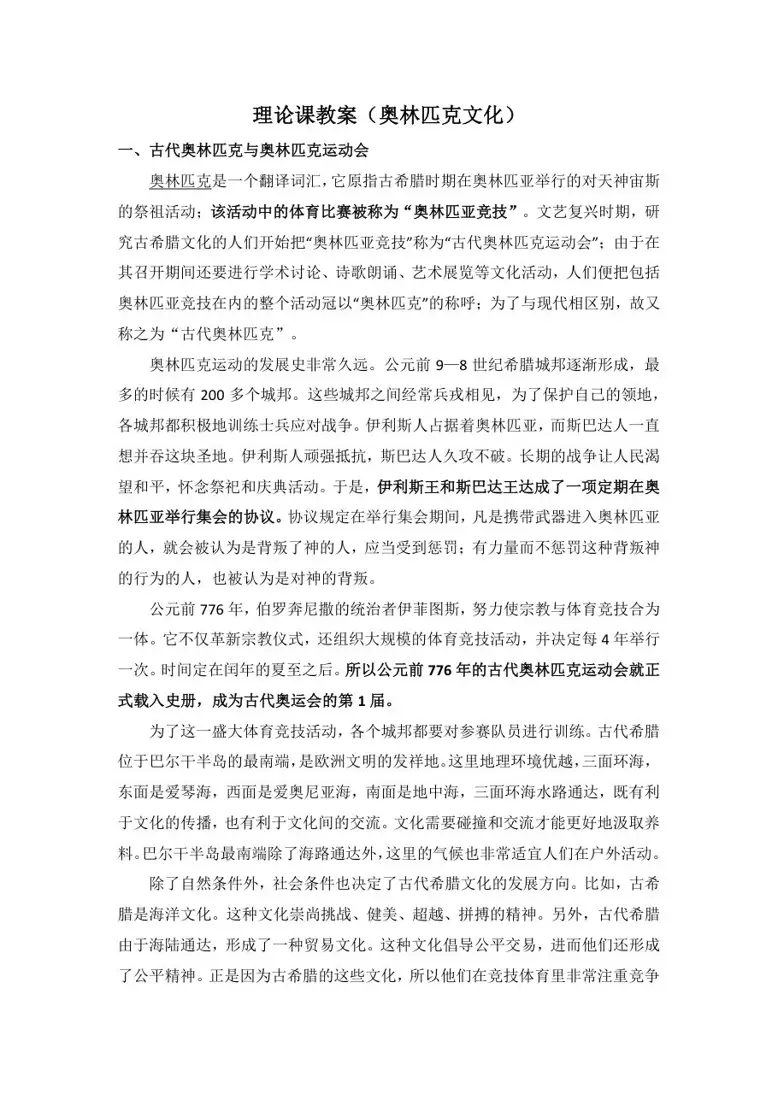 理论课教案（奥林匹克文化）
一、古代奥林匹克与奥林匹克运动会
奥林匹克是一个翻译词汇，它原指古希腊时期在奥林匹亚举行的对天神宙斯
的祭祖活动；该活动中的体育比赛被称为“奥林匹亚竞技”。文艺复兴时期，研
究古希腊文化的人们开始把“奥林匹亚竞技”称为“古代奥林匹克运动会”；由于在
其召开期间还要进行学术讨论、诗歌朗诵、艺术展览等文化活动，人们便把包括
奥林匹亚竞技在内的整个活动冠以“奥林匹克”的称呼；为了与现代相区别，故又
称之为“古代奥林匹克”。
奥林匹克运动的发展史非常久远。公元前 9—8 世纪希腊城邦逐渐形成，最
多的时候有 200 多个城邦。这些城邦之间经常兵戎相见，为了保护自己的领地，
各城邦都积极地训练士兵应对战争。伊利斯人占据着奥林匹亚，而斯巴达人一直
想并吞这块圣地。伊利斯人顽强抵抗，斯巴达人久攻不破。长期的战争让人民渴
望和平，怀念祭祀和庆典活动。于是，伊利斯王和斯巴达王达成了一项定期在奥
林匹亚举行集会的协议。协议规定在举行集会期间，凡是携带武器进入奥林匹亚
的人，就会被认为是背叛了神的人，应当受到惩罚；有力量而不惩罚这种背叛神
的行为的人，也被认为是对神的背叛。
公元前 776 年，伯罗奔尼撒的统治者伊菲图斯，努力使宗教与体育竞技合为
一体。它不仅革新宗教仪式，还组织大规模的体育竞技活动，并决定每 4 年举行
一次。时间定在闰年的夏至之后。所以公元前 776 年的古代奥林匹克运动会就正
式载入史册，成为古代奥运会的第 1 届。
为了这一盛大体育竞技活动，各个城邦都要对参赛队员进行训练。古代希腊
位于巴尔干半岛的最南端，是欧洲文明的发祥地。这里地理环境优越，三面环海，
东面是爱琴海，西面是爱奥尼亚海，南面是地中海，三面环海水路通达，既有利
于文化的传播，也有利于文化间的交流。文化需要碰撞和交流才能更好地汲取养
料。巴尔干半岛最南端除了海路通达外，这里的气候也非常适宜人们在户外活动。
除了自然条件外，社会条件也决定了古代希腊文化的发展方向。比如，古希
腊是海洋文化。这种文化崇尚挑战、健美、超越、拼搏的精神。另外，古代希腊
由于海陆通达，形成了一种贸易文化。这种文化倡导公平交易，进而他们还形成
了公平精神。正是因为古希腊的这些文化，所以他们在竞技体育里非常注重竞争